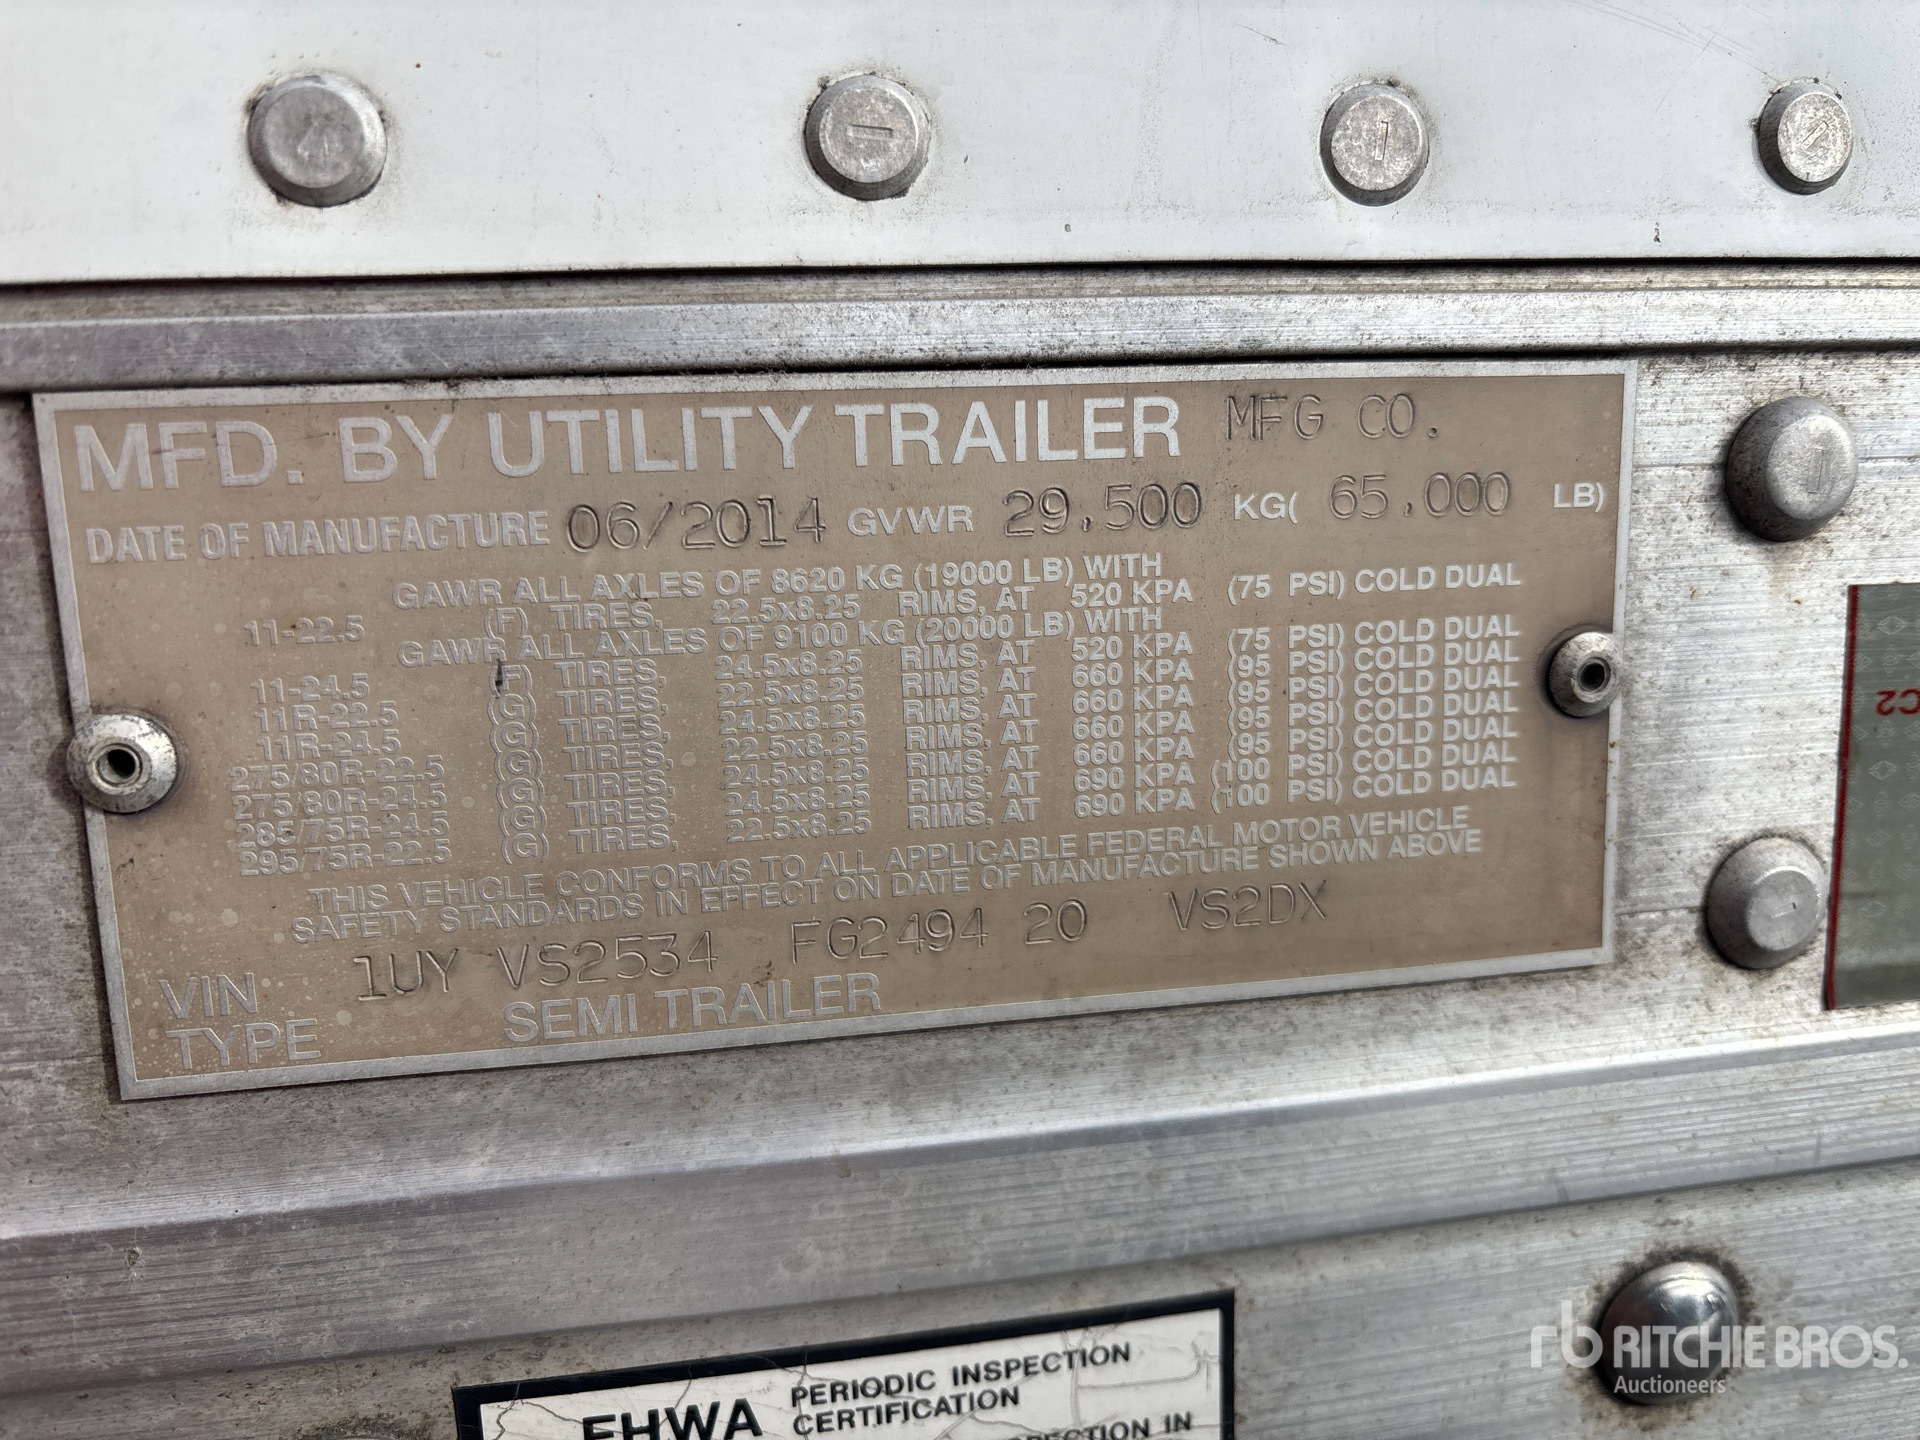 MFD. BY UTILITY TRAILER MFG CO.
DATE OF MANUFACTURE 06/2014 GVWR 29,500 KG( 65,000 LB)
GAWR ALL AXLES OF 8620 KG (19000 LB) WITH
11-22.5 (F) TIRES, 22.5x8.25 RIMS, AT 520 KPA (75 PSI) COLD DUAL
GAWR ALL AXLES OF 9100 KG (20000 LB) WITH
11-24.5 (F) TIRES, 24.5x8.25 RIMS, AT 520 KPA (75 PSI) COLD DUAL
11R-22.5 (G) TIRES, 22.5x8.25 RIMS, AT 660 KPA (95 PSI) COLD DUAL
11R-24.5 (G) TIRES, 24.5x8.25 RIMS, AT 660 KPA (95 PSI) COLD DUAL
275/80R-22.5 (G) TIRES, 22.5x8.25 RIMS, AT 660 KPA (95 PSI) COLD DUAL
275/80R-24.5 (G) TIRES, 24.5x8.25 RIMS, AT 660 KPA (95 PSI) COLD DUAL
285/75R-24.5 (G) TIRES, 24.5x8.25 RIMS, AT 690 KPA (100 PSI) COLD DUAL
295/75R-22.5 (G) TIRES, 22.5x8.25 RIMS, AT 690 KPA (100 PSI) COLD DUAL
THIS VEHICLE CONFORMS TO ALL APPLICABLE FEDERAL MOTOR VEHICLE
SAFETY STANDARDS IN EFFECT ON DATE OF MANUFACTURE SHOWN ABOVE
VIN 1UY VS2534 FG2494 20 VS2DX
TYPE SEMI TRAILER
C2
FHWA PERIODIC INSPECTION
CERTIFICATION
IN
rb RITCHIE BROS.
Auctioneers